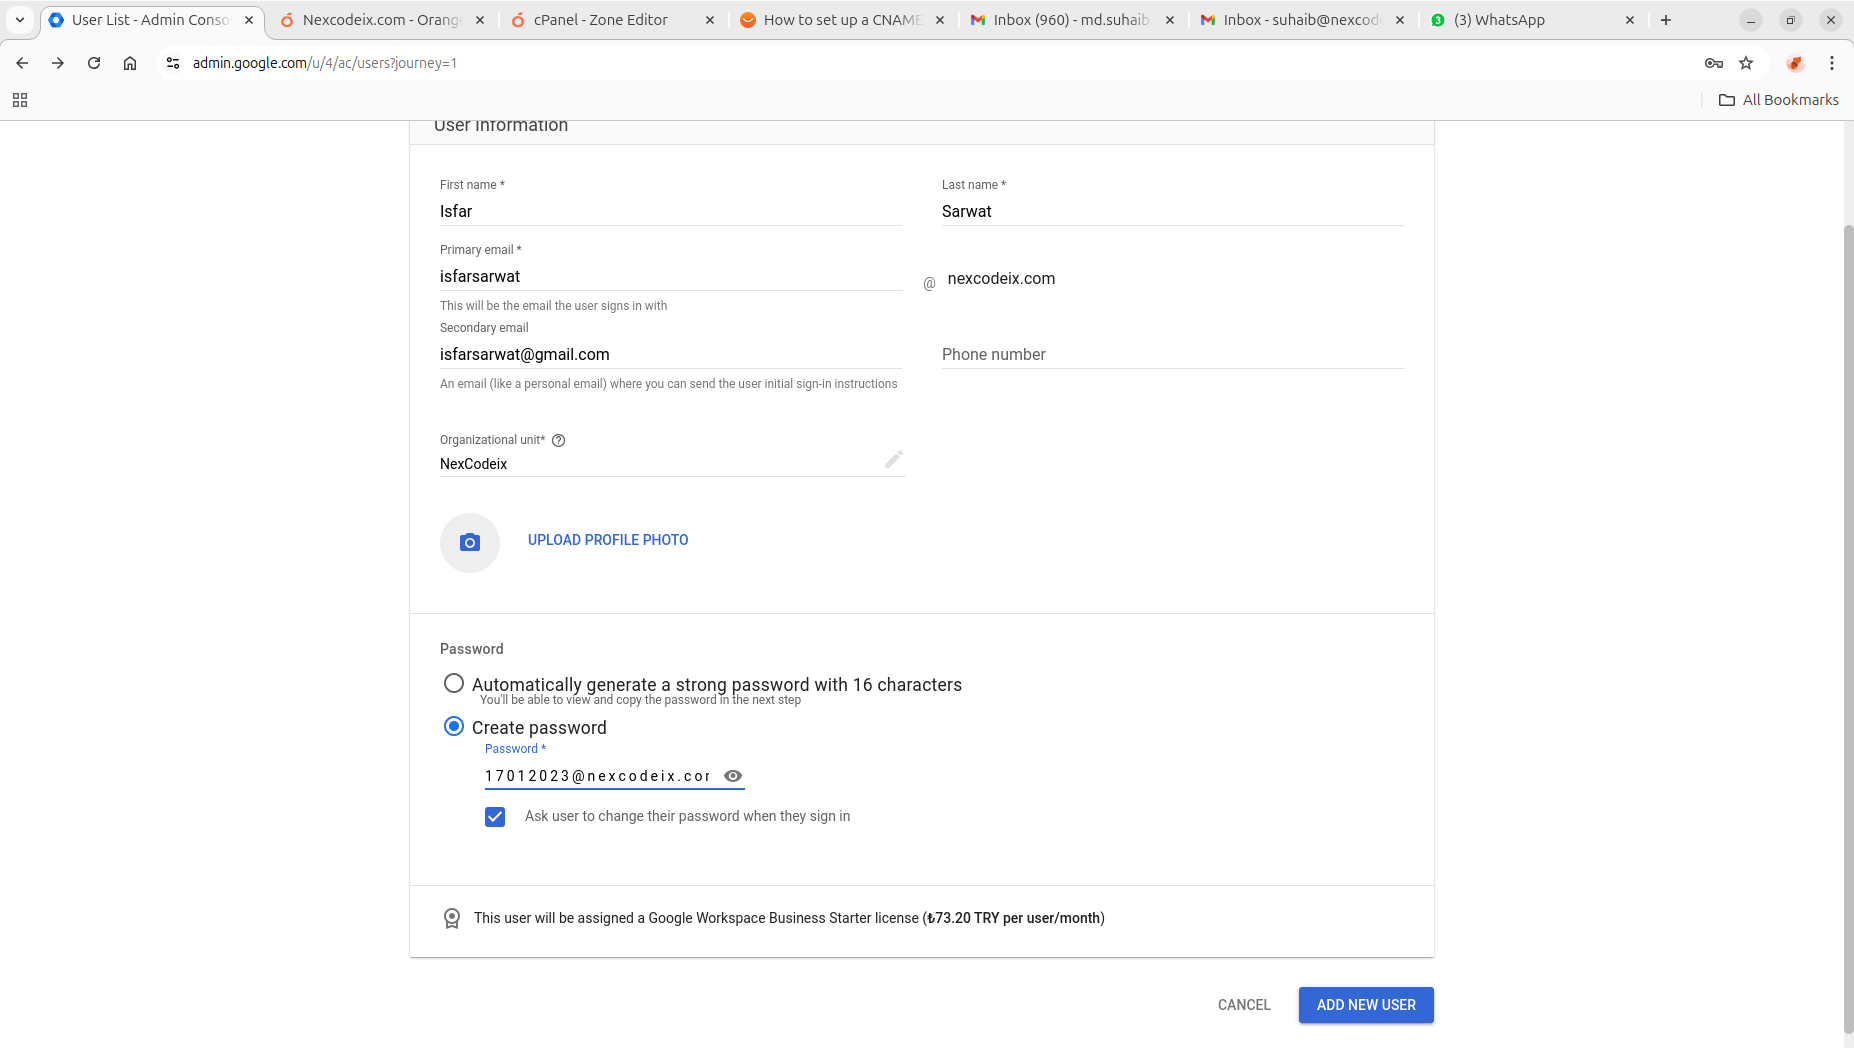 User List - Admin Conso
Nexcodeix.com - Orang
cPanel - Zone Editor
How to set up a CNAME
Inbox (960) - md.suhaib
Inbox - suhaib@nexcod
3
(3) WhatsApp
admin.google.com/u/4/ac/users?journey=1
All Bookmarks
User Information
First name *
Last name *
Isfar
Sarwat
Primary email *
isfarsarwat
@ nexcodeix.com
This will be the email the user signs in with
Secondary email
isfarsarwat@gmail.com
Phone number
An email (like a personal email) where you can send the user initial sign-in instructions
Organizational unit*
NexCodeix
UPLOAD PROFILE PHOTO
Password
Automatically generate a strong password with 16 characters
You'll be able to view and copy the password in the next step
Create password
Password *
17012023@nexcodeix.cor
Ask user to change their password when they sign in
This user will be assigned a Google Workspace Business Starter license (₺73.20 TRY per user/month)
CANCEL
ADD NEW USER